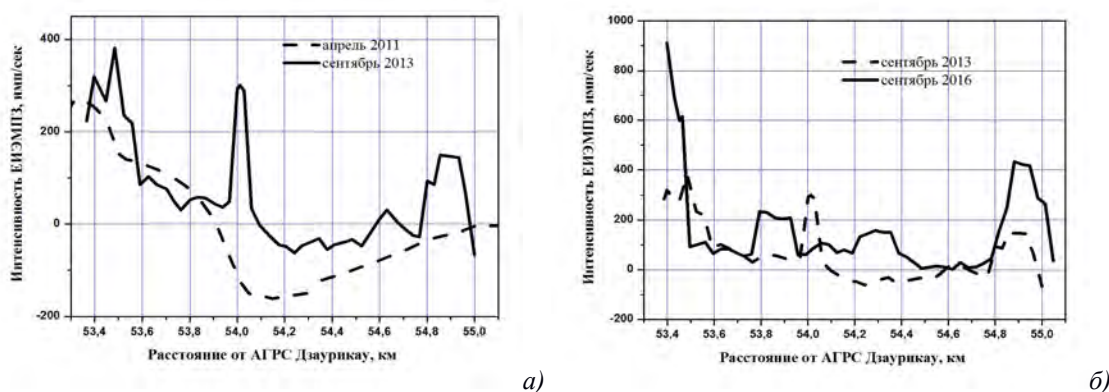 400
200
0
-200
53,4
53,6
53,8
54,0
54,2
54,4
54,6
54,8
55,0
Интенсивность ЕИЭМПЗ, имп/сек
апрель 2011
сентябрь 2013
Расстояние от АГРС Дзаурикау, км
а)
1000
800
600
400
200
0
-200
53,4
53,6
53,8
54,0
54,2
54,4
54,6
54,8
55,0
Интенсивность ЕИЭМПЗ, имп/сек
сентябрь 2013
сентябрь 2016
Расстояние от АГРС Дзаурикау, км
б)